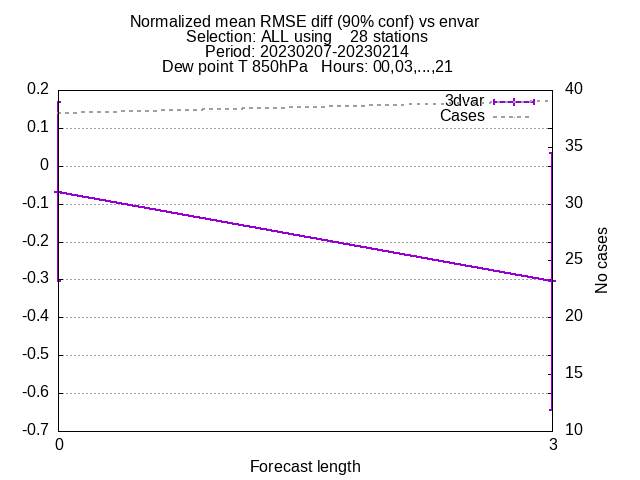 Normalized mean RMSE diff (90% conf) vs envar
Selection: ALL using    28 stations
Period: 20230207-20230214
Dew point T 850hPa   Hours: 00,03,...,21
3dvar
Cases
0.2
0.1
0
-0.1
-0.2
-0.3
-0.4
-0.5
-0.6
-0.7
40
35
30
25
20
15
10
No cases
0
3
Forecast length